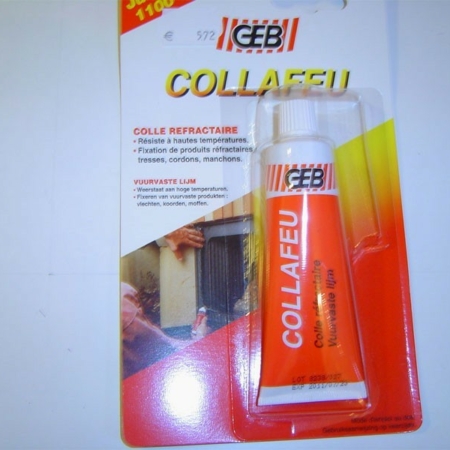 1100
€ 572
GEB
COLLAFEU
COLLE REFRACTAIRE
• Résiste à hautes températures.
• Fixation de produits réfractaires
tresses, cordons, manchons.
VUURVASTE LIJM
• Weerstaat aan hoge temperaturen.
• Fixeren van vuurvaste produkten :
vlechten, koorden, moffen.
GEB
COLLAFEU
Colle réfractaire
Vuurvaste lijm